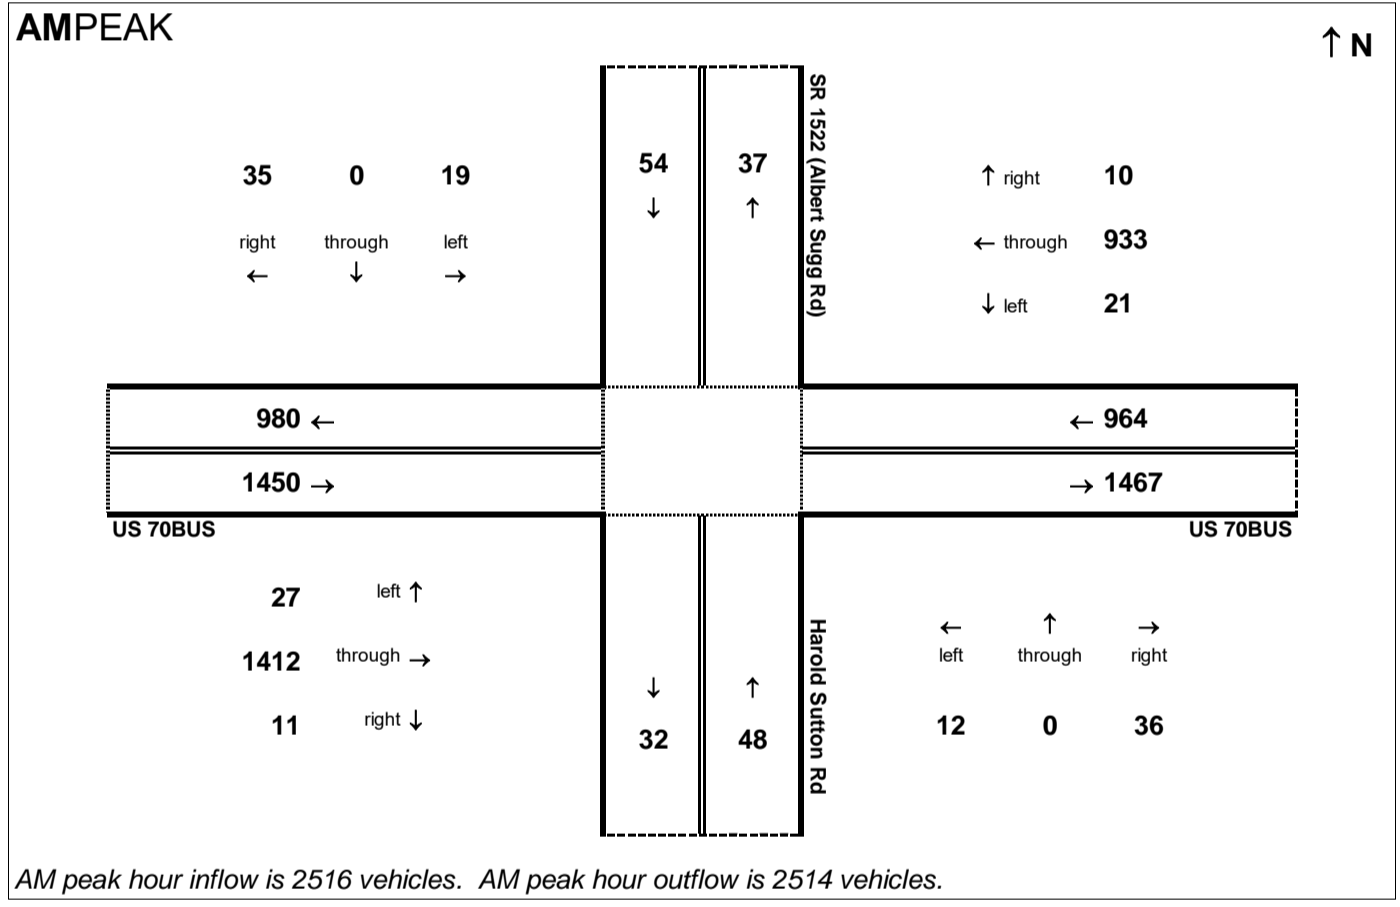 AMPEAK
↑ N
SR 1522 (Albert Sugg Rd)
54 37
↓ ↑
35 0 19
right through left
← ↓ →
↑ right 10
← through 933
↓ left 21
980 ←
← 964
1450 →
→ 1467
US 70BUS
US 70BUS
27 left ↑
1412 through →
11 right ↓
↓ ↑
32 48
Harold Sutton Rd
← ↑ →
left through right
12 0 36
AM peak hour inflow is 2516 vehicles. AM peak hour outflow is 2514 vehicles.